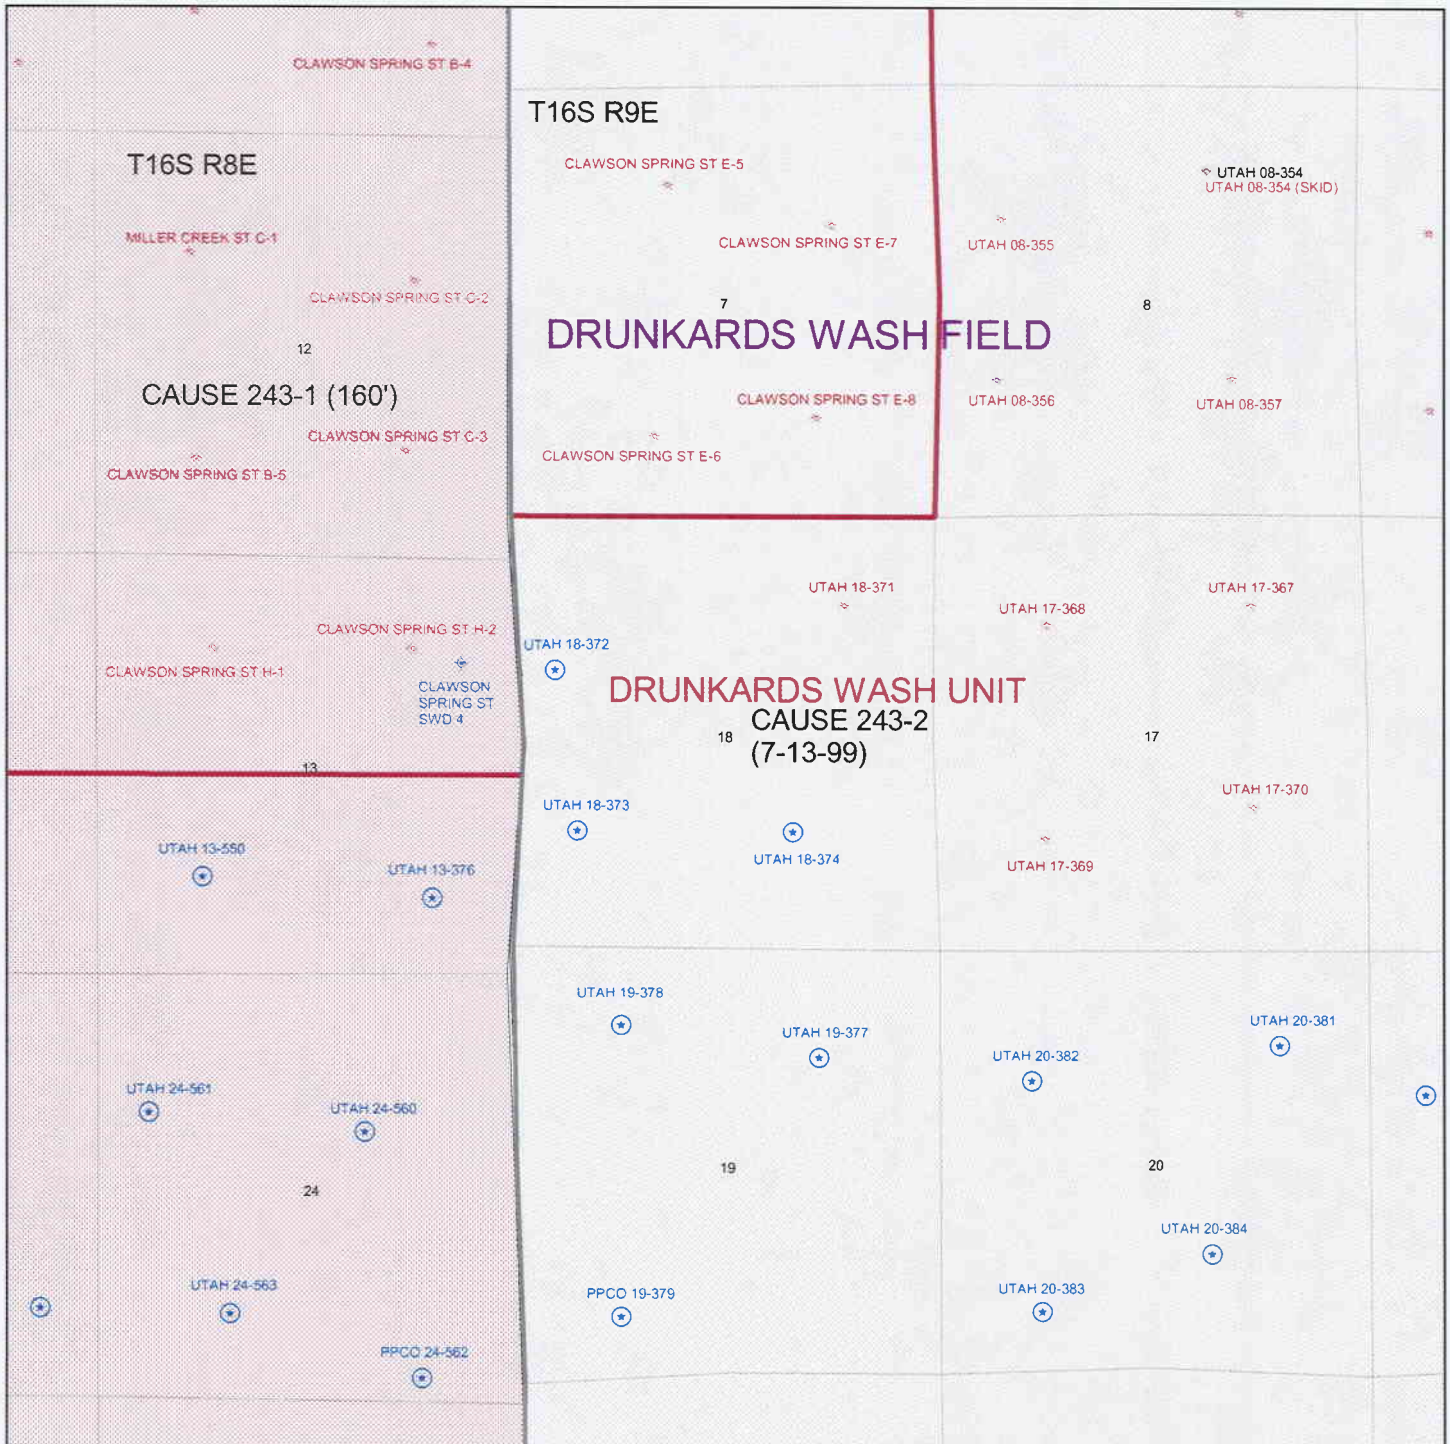 CLAWSON SPRING ST B-4
T16S R9E
T16S R8E
CLAWSON SPRING ST E-5
UTAH 08-354
UTAH 08-354 (SKID)
MILLER CREEK ST C-1
CLAWSON SPRING ST E-7
UTAH 08-355
CLAWSON SPRING ST C-2
7
8
DRUNKARDS WASH FIELD
12
CAUSE 243-1 (160')
CLAWSON SPRING ST E-8
UTAH 08-356
UTAH 08-357
CLAWSON SPRING ST C-3
CLAWSON SPRING ST E-6
CLAWSON SPRING ST B-5
UTAH 18-371
UTAH 17-367
UTAH 17-368
CLAWSON SPRING ST H-2
UTAH 18-372
CLAWSON SPRING ST H-1
CLAWSON
SPRING ST
SWD 4
DRUNKARDS WASH UNIT
CAUSE 243-2
(7-13-99)
18
17
13
UTAH 17-370
UTAH 18-373
UTAH 18-374
UTAH 17-369
UTAH 13-550
UTAH 13-376
UTAH 19-378
UTAH 19-377
UTAH 20-381
UTAH 20-382
UTAH 24-561
UTAH 24-560
19
20
24
UTAH 20-384
UTAH 24-563
PPCO 19-379
UTAH 20-383
PPCO 24-562